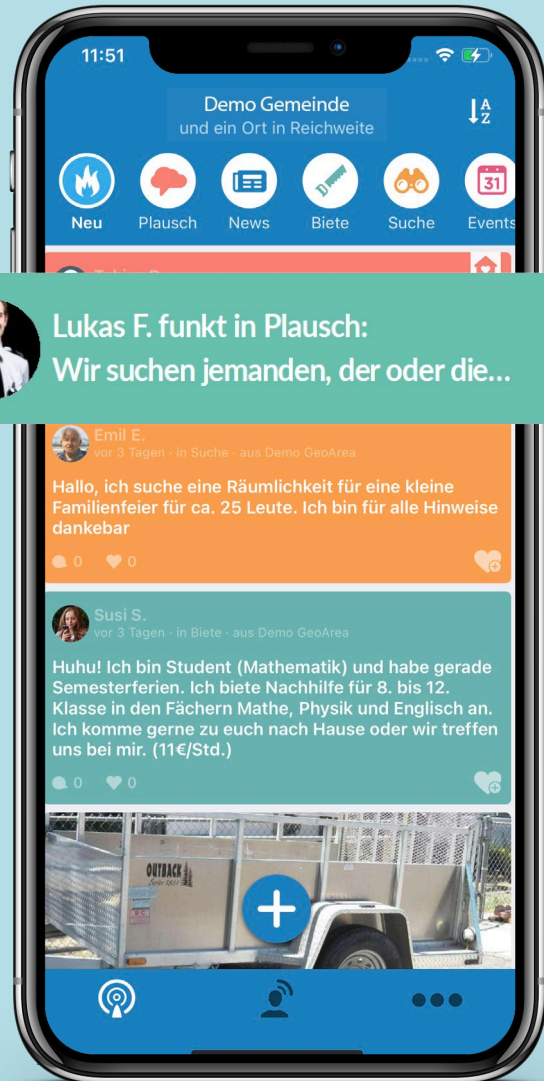 11:51
Demo Gemeinde
und ein Ort in Reichweite
A
Z
31
Neu
Plausch
News
Biete
Suche
Events
Lukas F. funkt in Plausch:
Wir suchen jemanden, der oder die...
Emil E.
vor 3 Tagen · in Suche · aus Demo GeoArea
Hallo, ich suche eine Räumlichkeit für eine kleine
Familienfeier für ca. 25 Leute. Ich bin für alle Hinweise
dankebar
0
0
Susi S.
vor 3 Tagen · in Biete · aus Demo GeoArea
Huhu! Ich bin Student (Mathematik) und habe gerade
Semesterferien. Ich biete Nachhilfe für 8. bis 12.
Klasse in den Fächern Mathe, Physik und Englisch an.
Ich komme gerne zu euch nach Hause oder wir treffen
uns bei mir. (11€/Std.)
0
0
OUTBACK